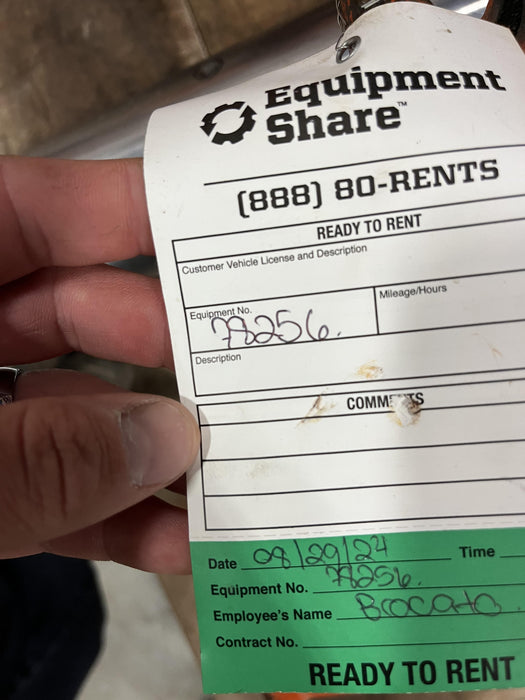 Equipment
Share™
(888) 80-RENTS
READY TO RENT
Customer Vehicle License and Description
Equipment No. 78256.
Mileage/Hours
Description
COMMENTS
Date 08/29/24 Time
Equipment No. 78256.
Employee's Name Brocato
Contract No.
READY TO RENT